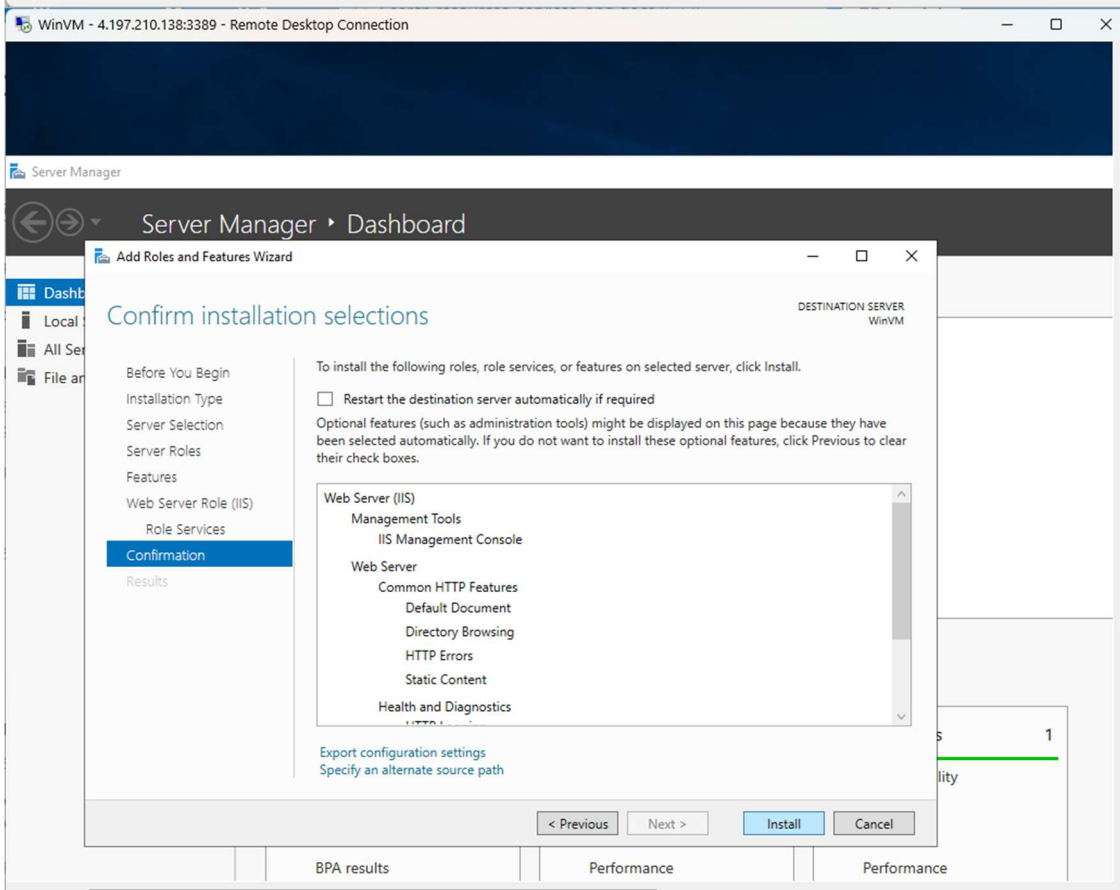 WinVM - 4.197.210.138:3389 - Remote Desktop Connection
Server Manager
Server Manager ‣ Dashboard
Add Roles and Features Wizard
Dashb
Local
All Ser
File an
Confirm installation selections
DESTINATION SERVER
WinVM
Before You Begin
Installation Type
Server Selection
Server Roles
Features
Web Server Role (IIS)
Role Services
Confirmation
Results
To install the following roles, role services, or features on selected server, click Install.
Restart the destination server automatically if required
Optional features (such as administration tools) might be displayed on this page because they have
been selected automatically. If you do not want to install these optional features, click Previous to clear
their check boxes.
Web Server (IIS)
Management Tools
IIS Management Console
Web Server
Common HTTP Features
Default Document
Directory Browsing
HTTP Errors
Static Content
Health and Diagnostics
Export configuration settings
Specify an alternate source path
< Previous
Next >
Install
Cancel
s 1
lity
BPA results
Performance
Performance